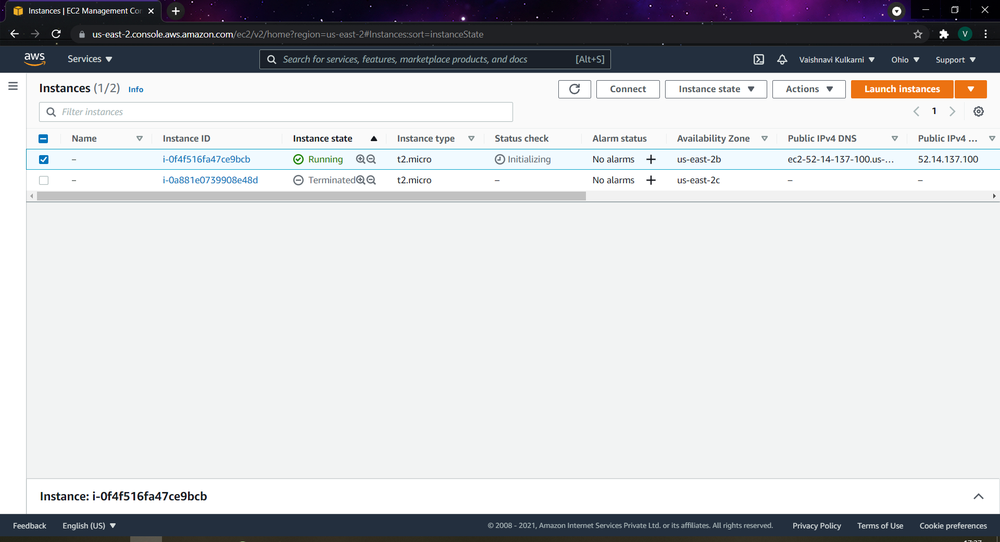 Instances | EC2 Management Con
us-east-2.console.aws.amazon.com/ec2/v2/home?region=us-east-2#Instances:sort=instanceState
V
aws Services Search for services, features, marketplace products, and docs [Alt+S] Vaishnavi Kulkarni Ohio Support
Instances (1/2) Info Connect Instance state Actions Launch instances
Filter instances 1
Name Instance ID Instance state Instance type Status check Alarm status Availability Zone Public IPv4 DNS Public IPv4 ...
– i-0f4f516fa47ce9bcb Running t2.micro Initializing No alarms + us-east-2b ec2-52-14-137-100.us-... 52.14.137.100
– i-0a881e0739908e48d Terminated t2.micro – No alarms + us-east-2c – –
Instance: i-0f4f516fa47ce9bcb
Feedback English (US) © 2008 - 2021, Amazon Internet Services Private Ltd. or its affiliates. All rights reserved. Privacy Policy Terms of Use Cookie preferences